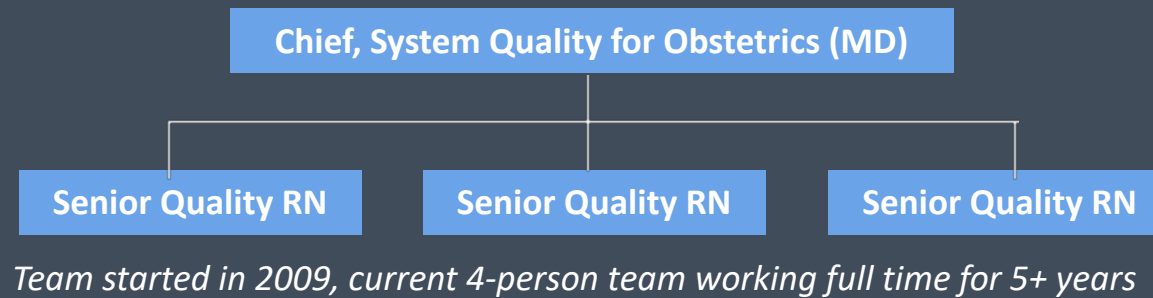 Chief, System Quality for Obstetrics (MD)
Senior Quality RN Senior Quality RN Senior Quality RN
Team started in 2009, current 4-person team working full time for 5+ years